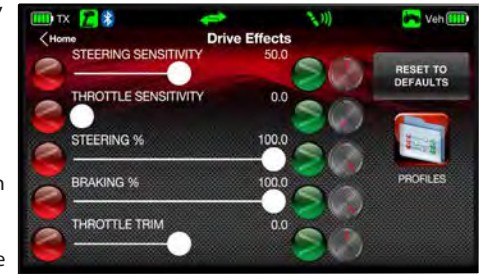 TX Veh
Home Drive Effects
STEERING SENSITIVITY 50.0
THROTTLE SENSITIVITY 0.0
STEERING % 100.0
BRAKING % 100.0
THROTTLE TRIM 0.0
RESET TO
DEFAULTS
PROFILES